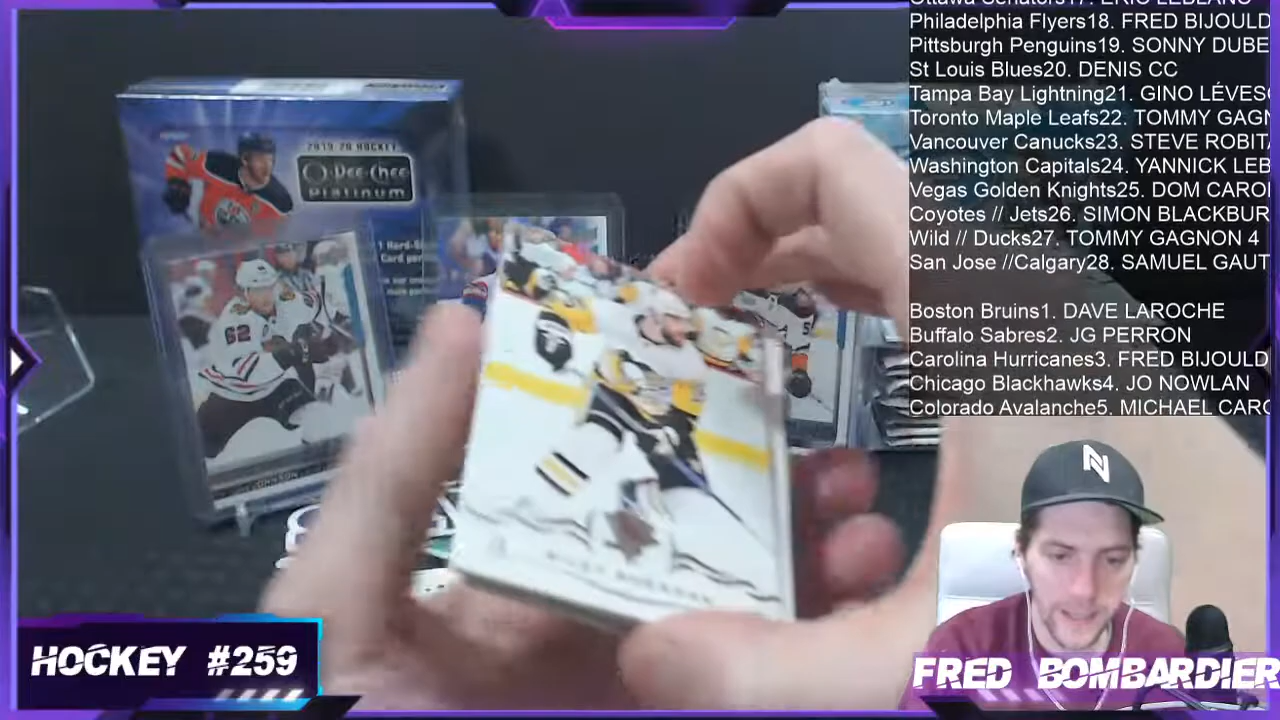 Philadelphia Flyers18. FRED BIJOULD
Pittsburgh Penguins19. SONNY DUBE
St Louis Blues20. DENIS CC
Tampa Bay Lightning21. GINO LÉVESQ
Toronto Maple Leafs22. TOMMY GAGN
Vancouver Canucks23. STEVE ROBITA
Washington Capitals24. YANNICK LEB
Vegas Golden Knights25. DOM CAROI
Coyotes // Jets26. SIMON BLACKBUR
Wild // Ducks27. TOMMY GAGNON 4
San Jose //Calgary28. SAMUEL GAUT
Boston Bruins1. DAVE LAROCHE
Buffalo Sabres2. JG PERRON
Carolina Hurricanes3. FRED BIJOULD
Chicago Blackhawks4. JO NOWLAN
Colorado Avalanche5. MICHAEL CARO
2019-20 HOCKEY
O-Pee-Chee
Platinum
62
HOCKEY #259
FRED BOMBARDIER